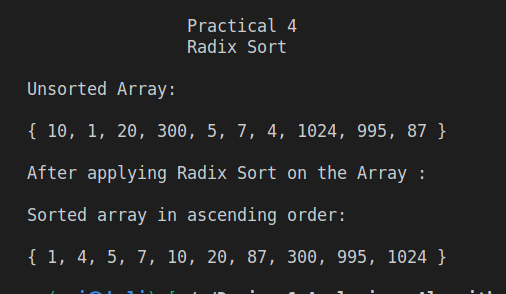 Practical 4
Radix Sort
Unsorted Array:
{ 10, 1, 20, 300, 5, 7, 4, 1024, 995, 87 }
After applying Radix Sort on the Array :
Sorted array in ascending order:
{ 1, 4, 5, 7, 10, 20, 87, 300, 995, 1024 }